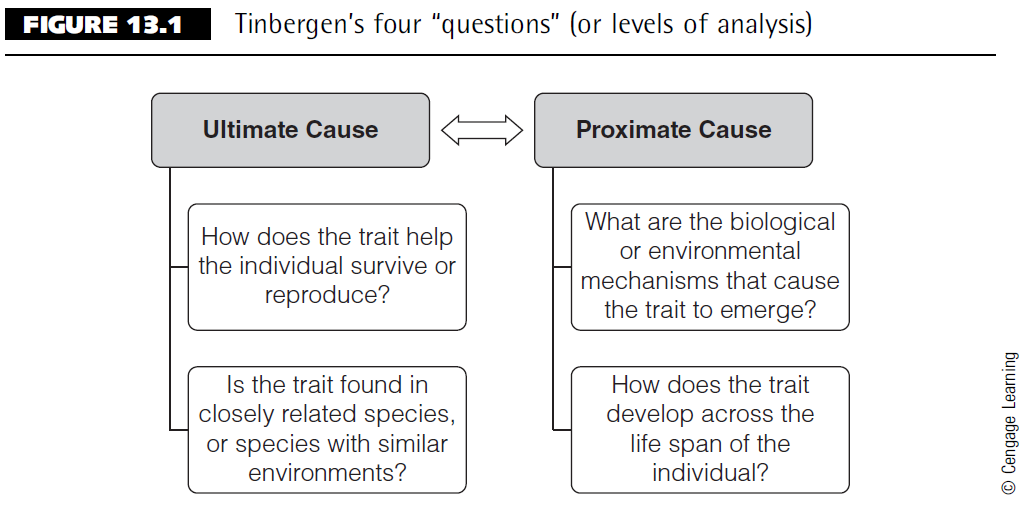 FIGURE 13.1 Tinbergen's four "questions" (or levels of analysis)
Ultimate Cause
Proximate Cause
How does the trait help
the individual survive or
reproduce?
What are the biological
or environmental
mechanisms that cause
the trait to emerge?
Is the trait found in
closely related species,
or species with similar
environments?
How does the trait
develop across the
life span of the
individual?
© Cengage Learning